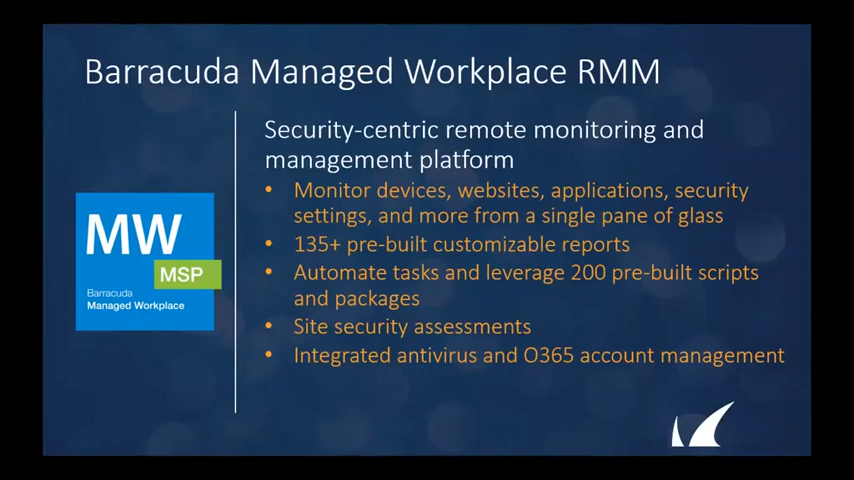 Barracuda Managed Workplace RMM
Security-centric remote monitoring and
management platform
• Monitor devices, websites, applications, security
settings, and more from a single pane of glass
• 135+ pre-built customizable reports
• Automate tasks and leverage 200 pre-built scripts
and packages
• Site security assessments
• Integrated antivirus and O365 account management
MW
MSP
Barracuda
Managed Workplace